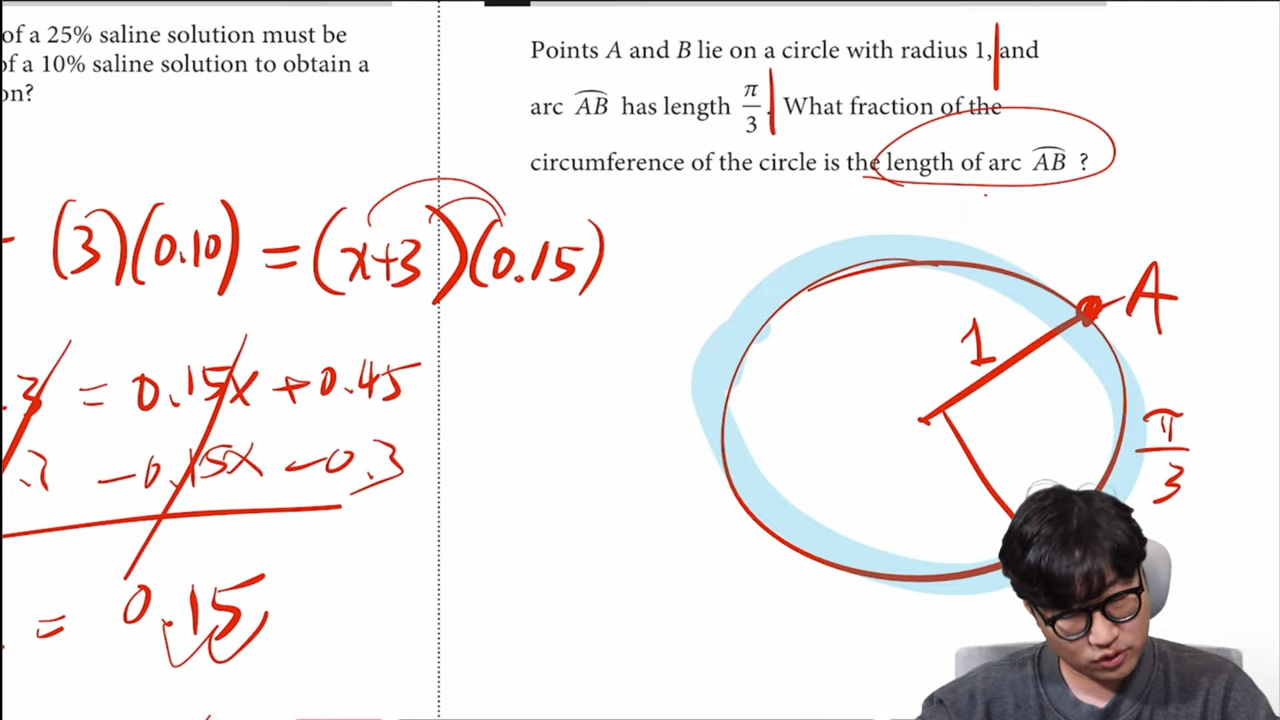 of a 25% saline solution must be
of a 10% saline solution to obtain a
on?
(3)(0.10) = (x+3)(0.15)
.3 = 0.15x + 0.45
.3 -0.15x -0.3
= 0.15
Points A and B lie on a circle with radius 1, and
arc AB has length π/3. What fraction of the
circumference of the circle is the length of arc AB ?
A
1
π/3